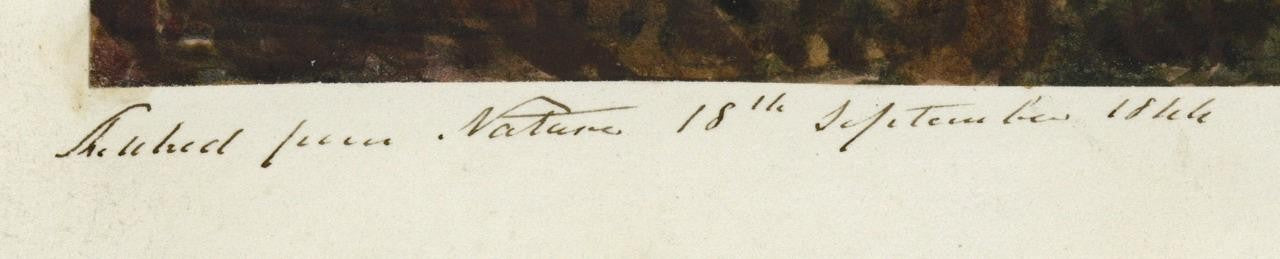 Sketched from Nature 18th September 1844